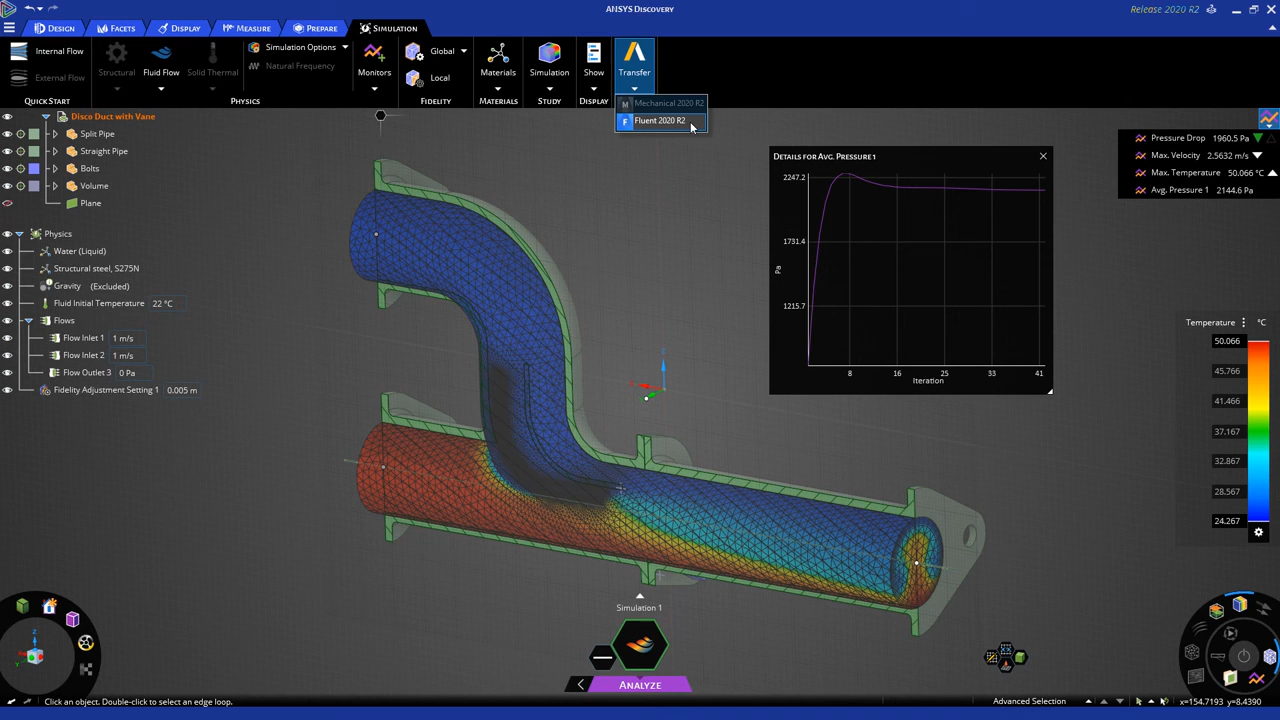 ANSYS Discovery
Release 2020 R2
DESIGN
FACETS
DISPLAY
MEASURE
PREPARE
SIMULATION
Internal Flow
External Flow
QUICK START
Structural
Fluid Flow
Solid Thermal
Simulation Options
Natural Frequency
PHYSICS
Monitors
Global
Local
FIDELITY
Materials
MATERIALS
Simulation
STUDY
Show
DISPLAY
Transfer
M Mechanical 2020 R2
F Fluent 2020 R2
Disco Duct with Vane
Split Pipe
Straight Pipe
Bolts
Volume
Plane
Physics
Water (Liquid)
Structural steel, S275N
Gravity (Excluded)
Fluid Initial Temperature 22 °C
Flows
Flow Inlet 1 1 m/s
Flow Inlet 2 1 m/s
Flow Outlet 3 0 Pa
Fidelity Adjustment Setting 1 0.005 m
DETAILS FOR AVG. PRESSURE 1
2247.2
1731.4
Pa
1215.7
8 16 25 33 41
Iteration
Pressure Drop 1960.5 Pa
Max. Velocity 2.5632 m/s
Max. Temperature 50.066 °C
Avg. Pressure 1 2144.6 Pa
Temperature °C
50.066
45.766
41.466
37.167
32.867
28.567
24.267
Z
Simulation 1
ANALYZE
Z
Y
Click an object. Double-click to select an edge loop.
Advanced Selection
x=154.7193 y=8.4390